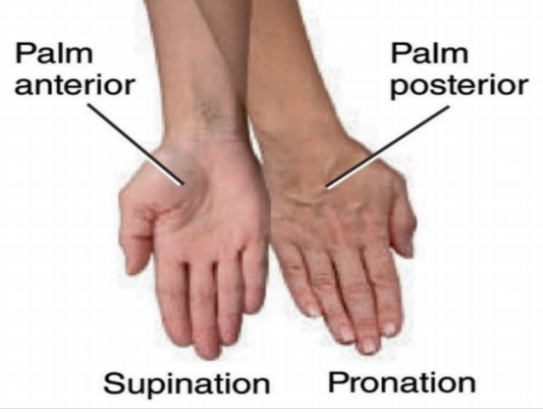 Palm
anterior
Palm
posterior
Supination
Pronation